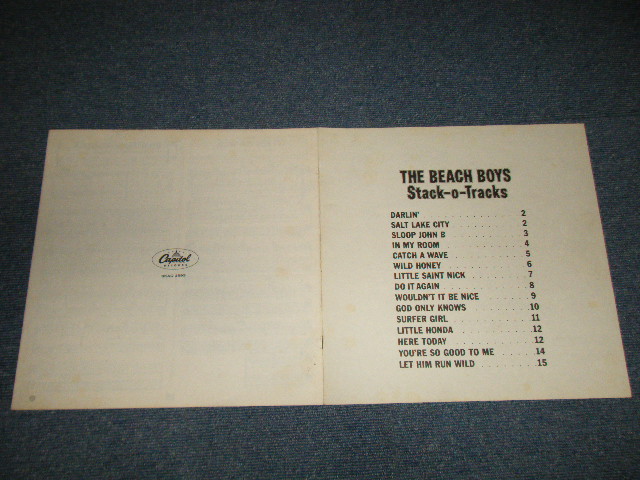 Capitol
RECORDS
THE BEACH BOYS
Stack-o-Tracks
DARLIN' . . . . . . . . . 2
SALT LAKE CITY . . . . . . . 2
SLOOP JOHN B . . . . . . . 3
IN MY ROOM . . . . . . . . 4
CATCH A WAVE . . . . . . . 5
WILD HONEY . . . . . . . . 6
LITTLE SAINT NICK . . . . . . 7
DO IT AGAIN . . . . . . . . 8
WOULDN'T IT BE NICE . . . . . 9
GOD ONLY KNOWS . . . . . . 10
SURFER GIRL . . . . . . . . 11
LITTLE HONDA . . . . . . . 12
HERE TODAY . . . . . . . . 12
YOU'RE SO GOOD TO ME . . . . . 14
LET HIM RUN WILD . . . . . . . 15